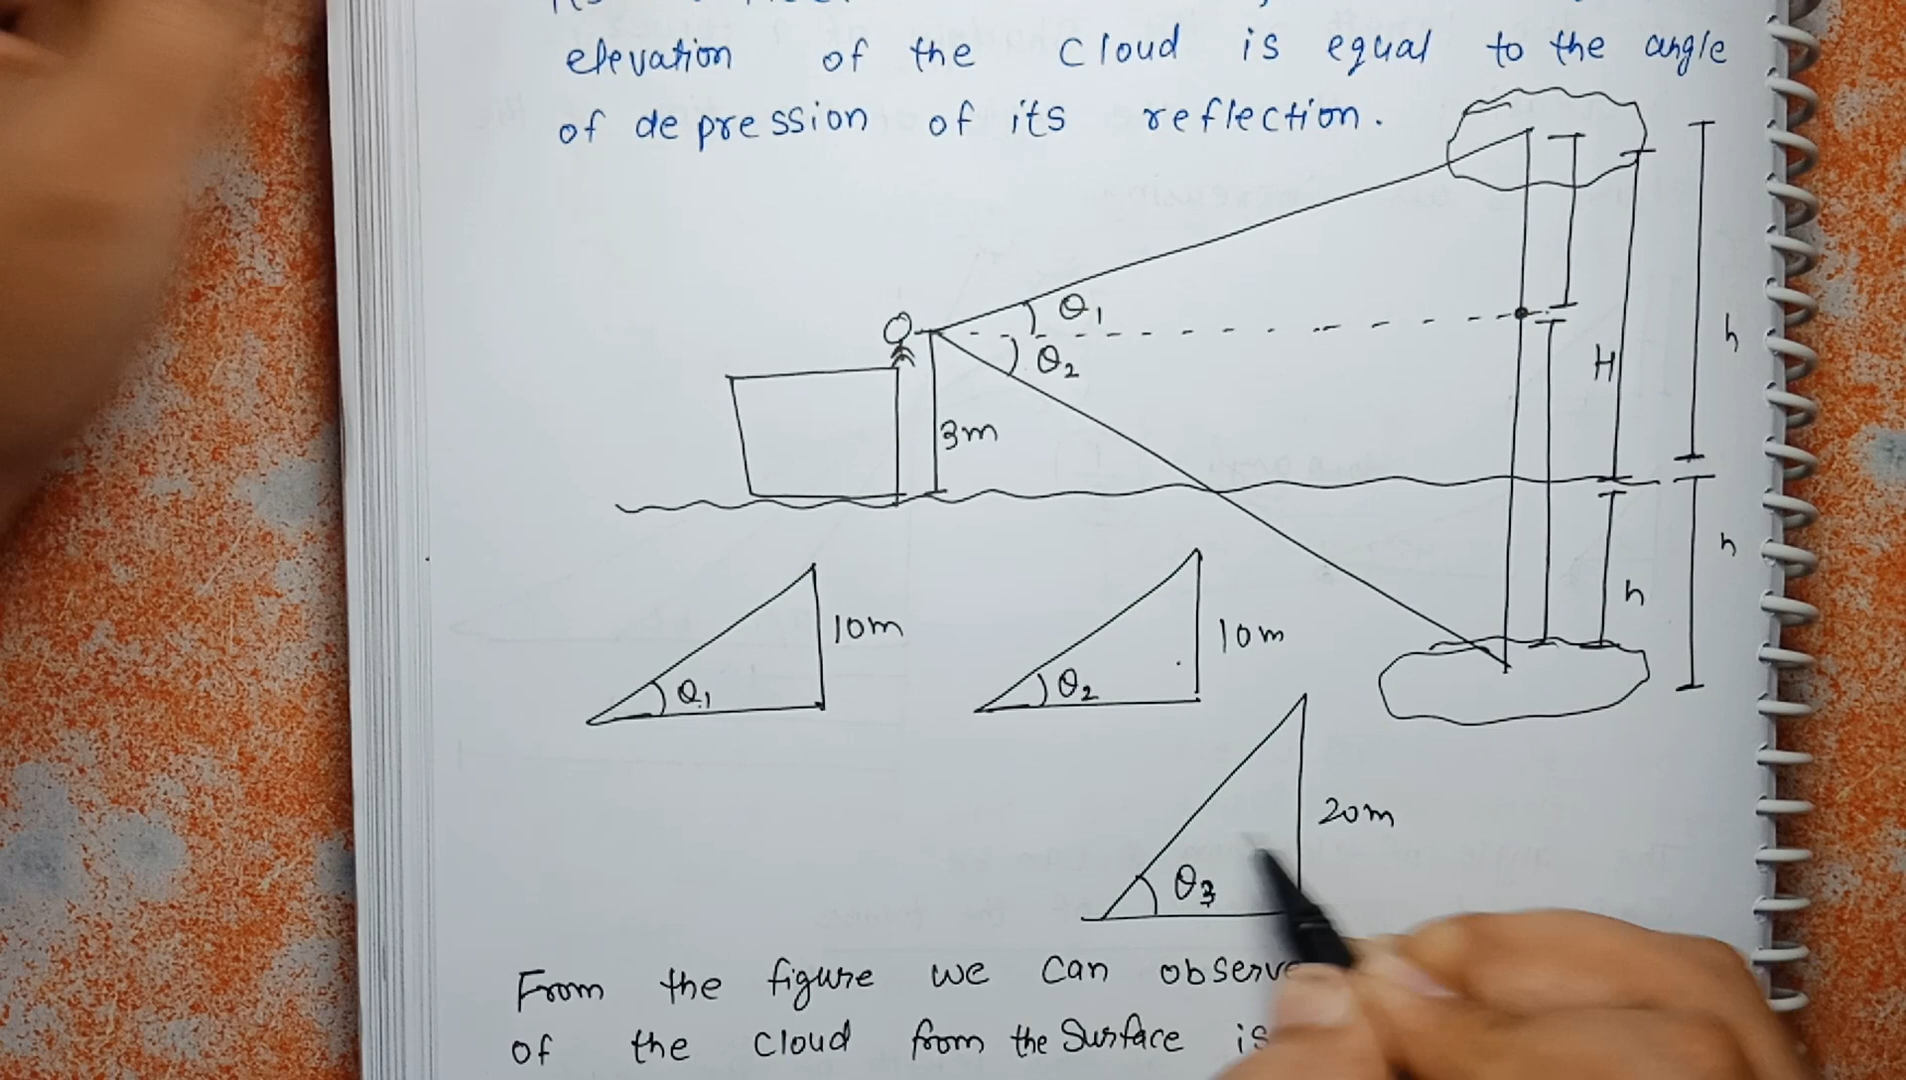 elevation of the cloud is equal to the angle
of depression of its reflection.
θ1
θ2
3m
H
h
h
h
10m
θ1
10m
θ2
20m
θ3
From the figure we can observe
of the cloud from the surface is